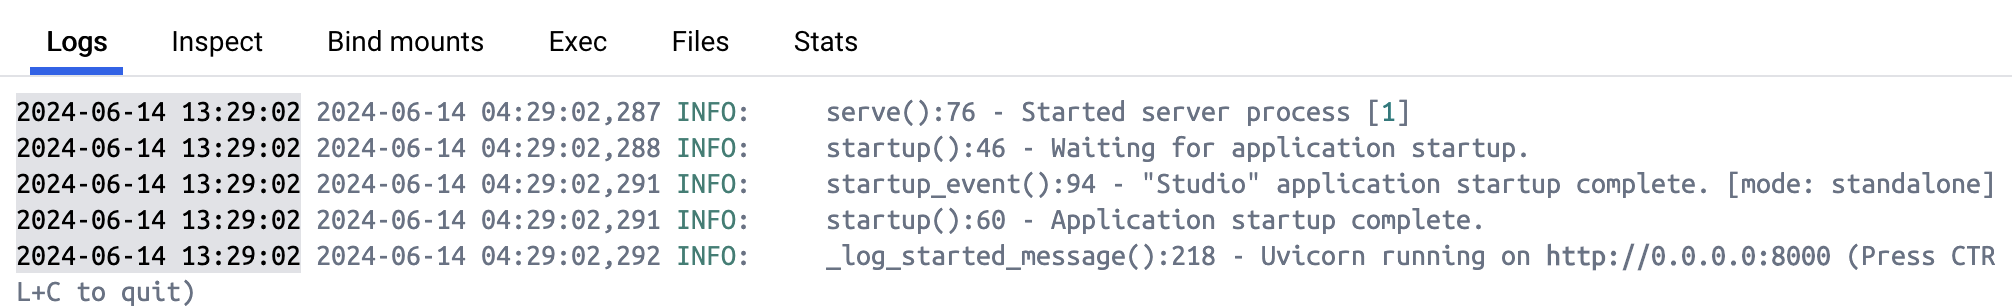 Logs Inspect Bind mounts Exec Files Stats
2024-06-14 13:29:02 2024-06-14 04:29:02,287 INFO:     serve():76 - Started server process [1]
2024-06-14 13:29:02 2024-06-14 04:29:02,288 INFO:     startup():46 - Waiting for application startup.
2024-06-14 13:29:02 2024-06-14 04:29:02,291 INFO:     startup_event():94 - "Studio" application startup complete. [mode: standalone]
2024-06-14 13:29:02 2024-06-14 04:29:02,291 INFO:     startup():60 - Application startup complete.
2024-06-14 13:29:02 2024-06-14 04:29:02,292 INFO:     _log_started_message():218 - Uvicorn running on http://0.0.0.0:8000 (Press CTR
L+C to quit)